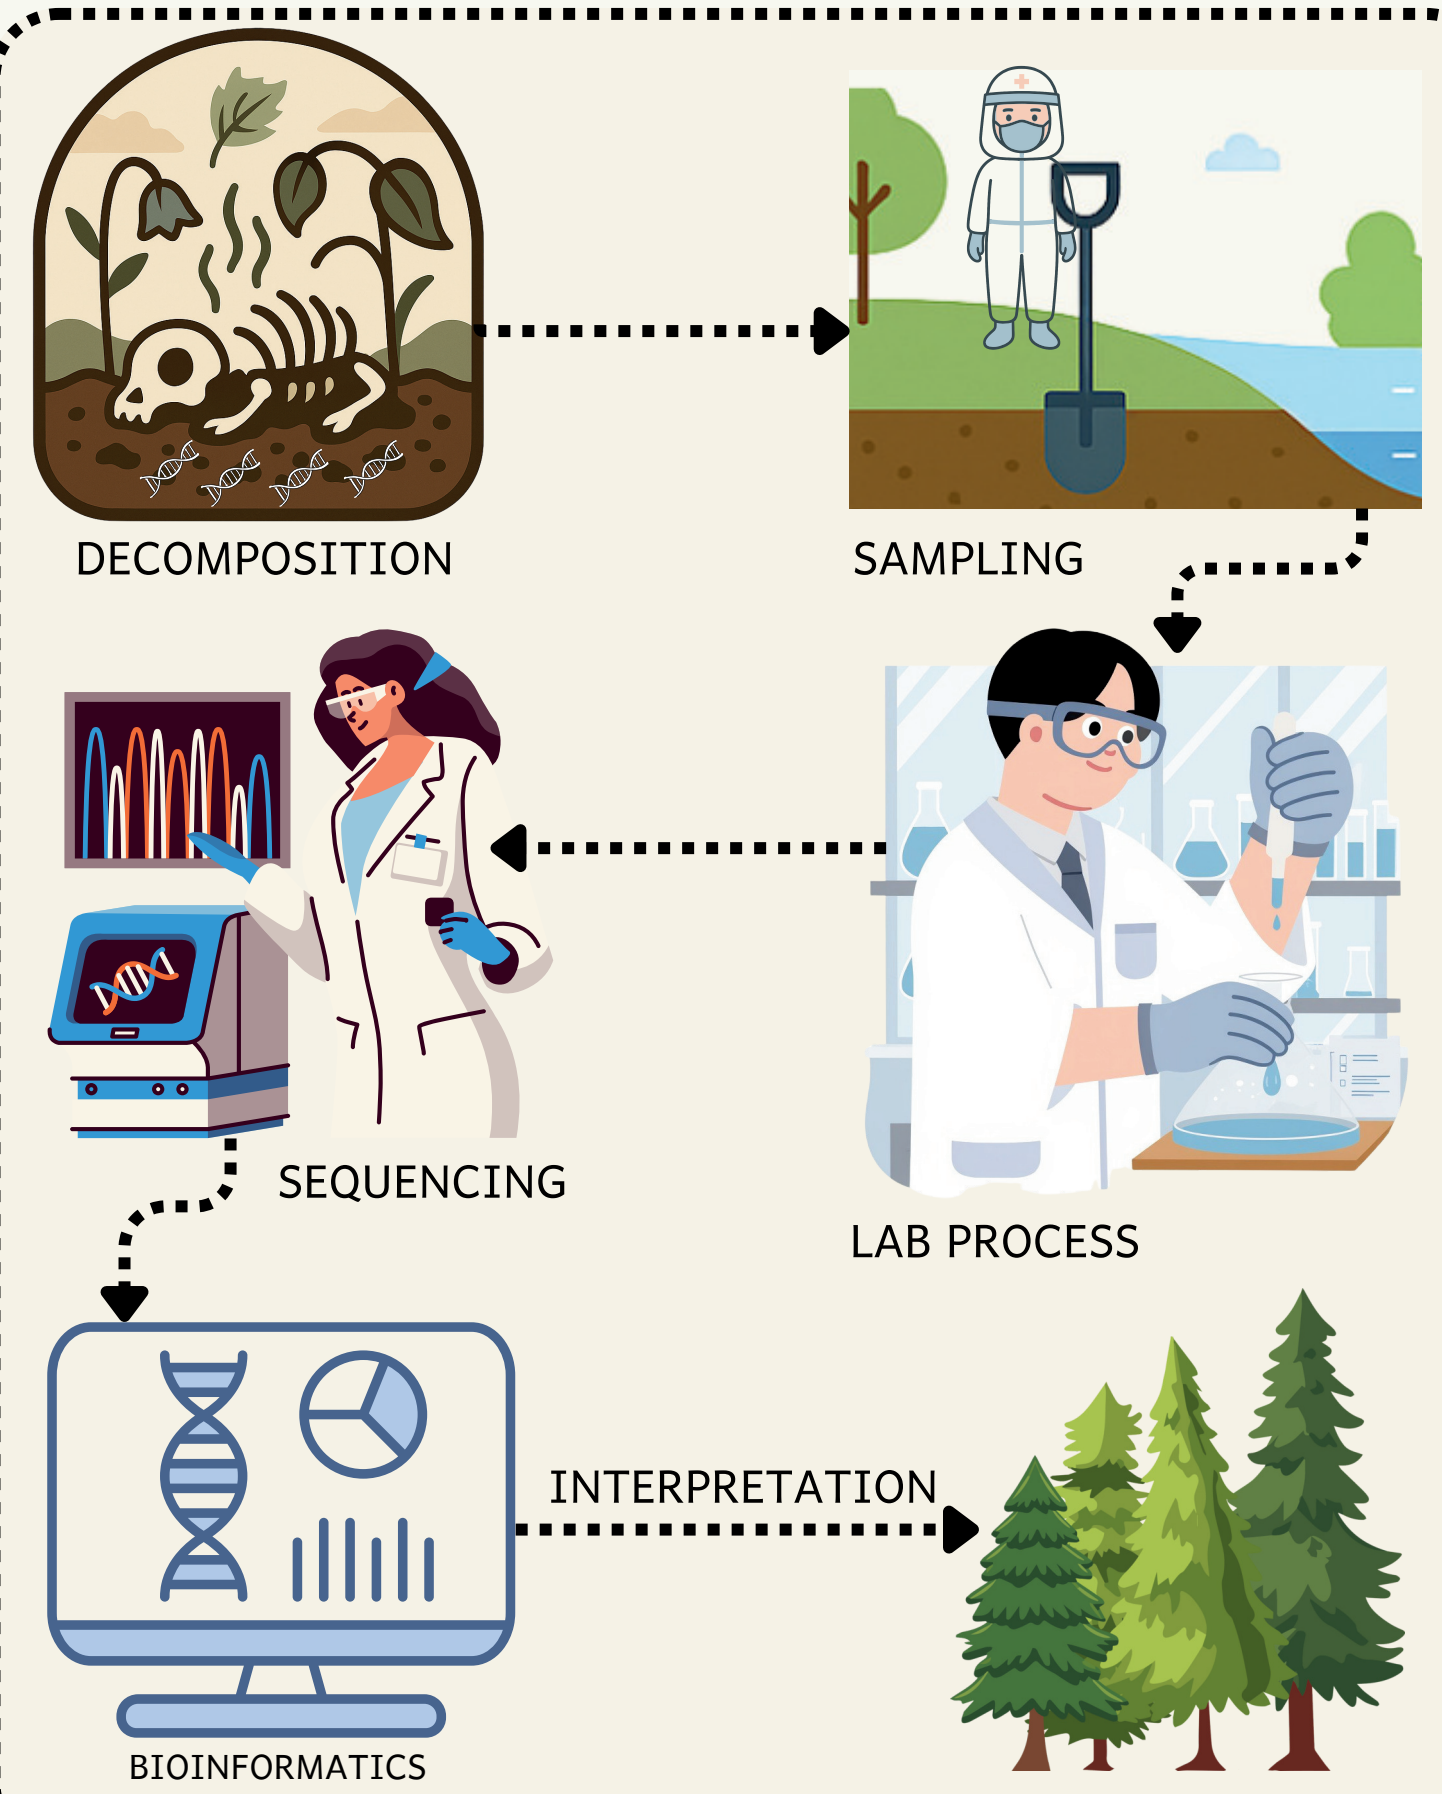 DECOMPOSITION
SAMPLING
SEQUENCING
LAB PROCESS
INTERPRETATION
BIOINFORMATICS